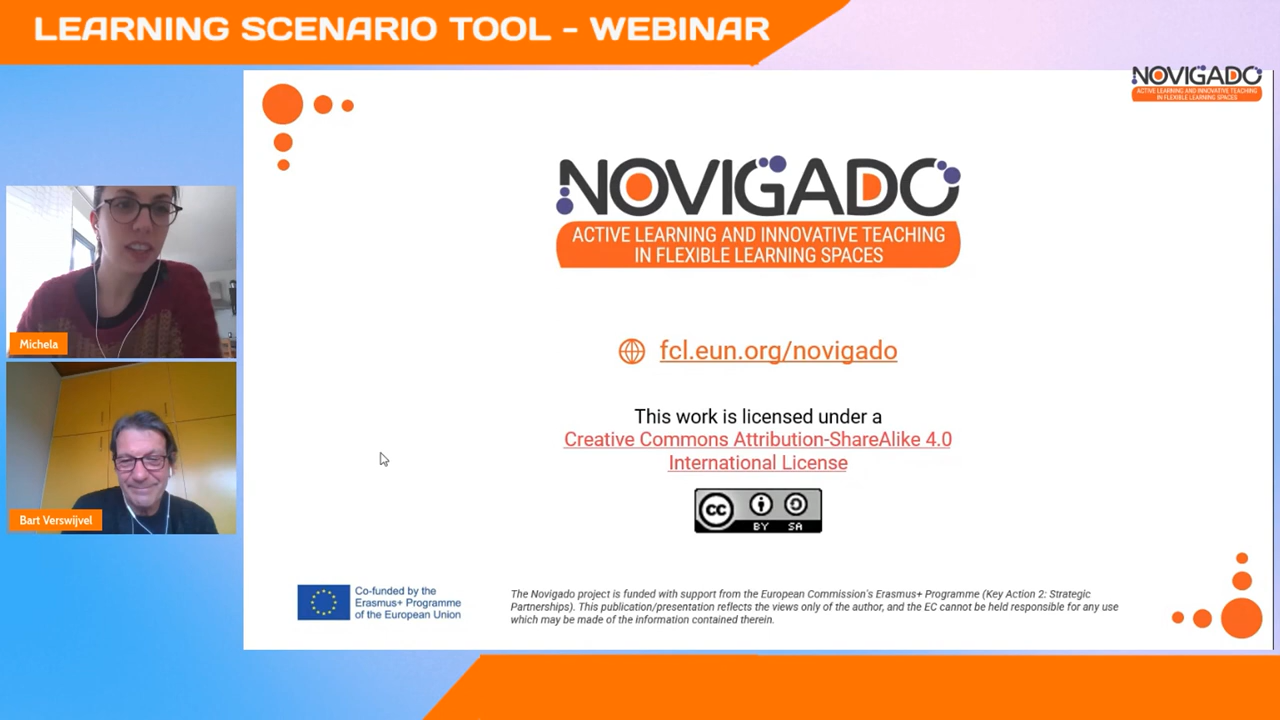 LEARNING SCENARIO TOOL - WEBINAR
NOVIGADO
ACTIVE LEARNING AND INNOVATIVE TEACHING
IN FLEXIBLE LEARNING SPACES
NOVIGADO
ACTIVE LEARNING AND INNOVATIVE TEACHING
IN FLEXIBLE LEARNING SPACES
Michela
fcl.eun.org/novigado
This work is licensed under a
Creative Commons Attribution-ShareAlike 4.0
International License
cc BY SA
Bart Verswijvel
Co-funded by the
Erasmus+ Programme
of the European Union
The Novigado project is funded with support from the European Commission's Erasmus+ Programme (Key Action 2: Strategic
Partnerships). This publication/presentation reflects the views only of the author, and the EC cannot be held responsible for any use
which may be made of the information contained therein.